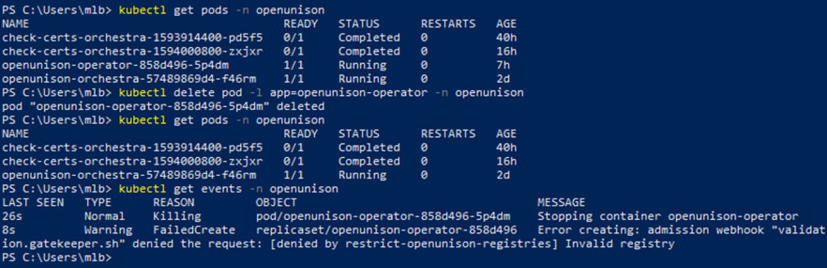 PS C:\Users\mlb> kubectl get pods -n openunison
NAME READY STATUS RESTARTS AGE
check-certs-orchestra-1593914400-pd5f5 0/1 Completed 0 40h
check-certs-orchestra-1594000800-zxjxr 0/1 Completed 0 16h
openunison-operator-858d496-5p4dm 1/1 Running 0 7h
openunison-orchestra-57489869d4-f46rm 1/1 Running 0 2d
PS C:\Users\mlb> kubectl delete pod -l app=openunison-operator -n openunison
pod "openunison-operator-858d496-5p4dm" deleted
PS C:\Users\mlb> kubectl get pods -n openunison
NAME READY STATUS RESTARTS AGE
check-certs-orchestra-1593914400-pd5f5 0/1 Completed 0 40h
check-certs-orchestra-1594000800-zxjxr 0/1 Completed 0 16h
openunison-orchestra-57489869d4-f46rm 1/1 Running 0 2d
PS C:\Users\mlb> kubectl get events -n openunison
LAST SEEN TYPE REASON OBJECT MESSAGE
26s Normal Killing pod/openunison-operator-858d496-5p4dm Stopping container openunison-operator
8s Warning FailedCreate replicaset/openunison-operator-858d496 Error creating: admission webhook "validat
ion.gatekeeper.sh" denied the request: [denied by restrict-openunison-registries] Invalid registry
PS C:\Users\mlb>